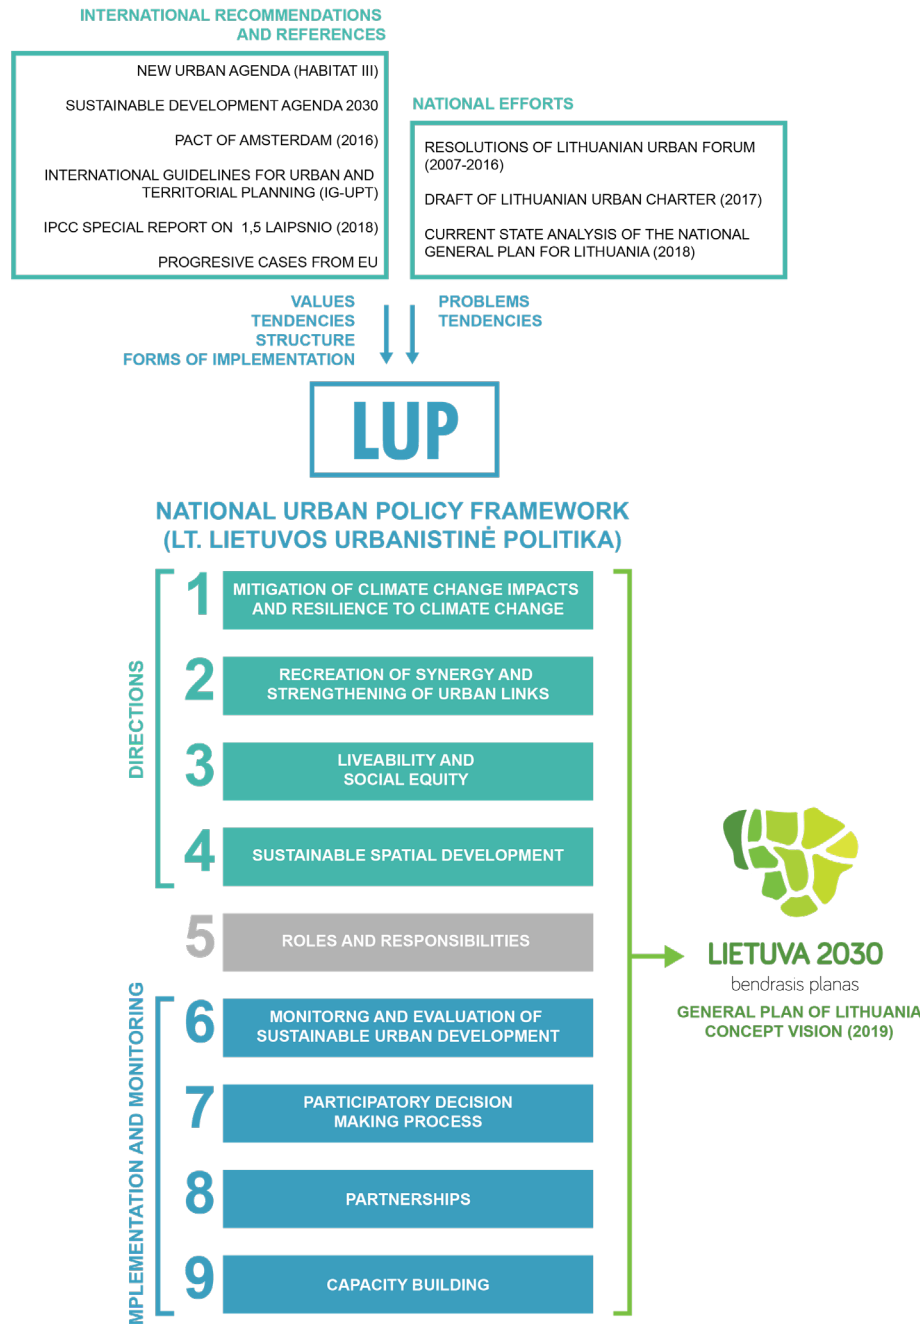 INTERNATIONAL RECOMMENDATIONS
AND REFERENCES
NEW URBAN AGENDA (HABITAT III)
SUSTAINABLE DEVELOPMENT AGENDA 2030
PACT OF AMSTERDAM (2016)
INTERNATIONAL GUIDELINES FOR URBAN AND
TERRITORIAL PLANNING (IG-UPT)
IPCC SPECIAL REPORT ON 1,5 LAIPSNIO (2018)
PROGRESIVE CASES FROM EU
NATIONAL EFFORTS
RESOLUTIONS OF LITHUANIAN URBAN FORUM
(2007-2016)
DRAFT OF LITHUANIAN URBAN CHARTER (2017)
CURRENT STATE ANALYSIS OF THE NATIONAL
GENERAL PLAN FOR LITHUANIA (2018)
VALUES
TENDENCIES
STRUCTURE
FORMS OF IMPLEMENTATION
PROBLEMS
TENDENCIES
LUP
NATIONAL URBAN POLICY FRAMEWORK
(LT. LIETUVOS URBANISTINĖ POLITIKA)
DIRECTIONS
1
MITIGATION OF CLIMATE CHANGE IMPACTS
AND RESILIENCE TO CLIMATE CHANGE
2
RECREATION OF SYNERGY AND
STRENGTHENING OF URBAN LINKS
3
LIVEABILITY AND
SOCIAL EQUITY
4
SUSTAINABLE SPATIAL DEVELOPMENT
5
ROLES AND RESPONSIBILITIES
MPLEMENTATION AND MONITORING
6
MONITORNG AND EVALUATION OF
SUSTAINABLE URBAN DEVELOPMENT
7
PARTICIPATORY DECISION
MAKING PROCESS
8
PARTNERSHIPS
9
CAPACITY BUILDING
LIETUVA 2030
bendrasis planas
GENERAL PLAN OF LITHUANIA
CONCEPT VISION (2019)